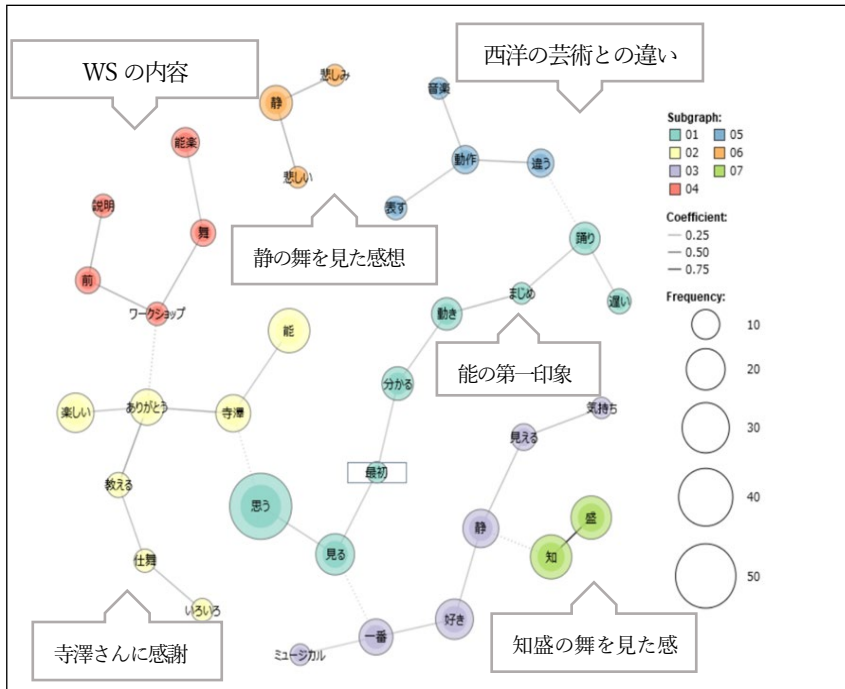 WS の内容
西洋の芸術との違い
悲しみ
静
音楽
能楽
悲しい
動作
違う
説明
舞
表す
静の舞を見た感想
踊り
前
ワークショップ
まじめ
遅い
動き
能
能の第一印象
分かる
楽しい
ありがとう
寺澤
気持ち
見える
最初
教える
思う
静
盛
見る
知
仕舞
いろいろ
好き
一番
ミュージカル
寺澤さんに感謝
知盛の舞を見た感
Subgraph:
01 05
02 06
03 07
04
Coefficient:
0.25
0.50
0.75
Frequency:
10
20
30
40
50